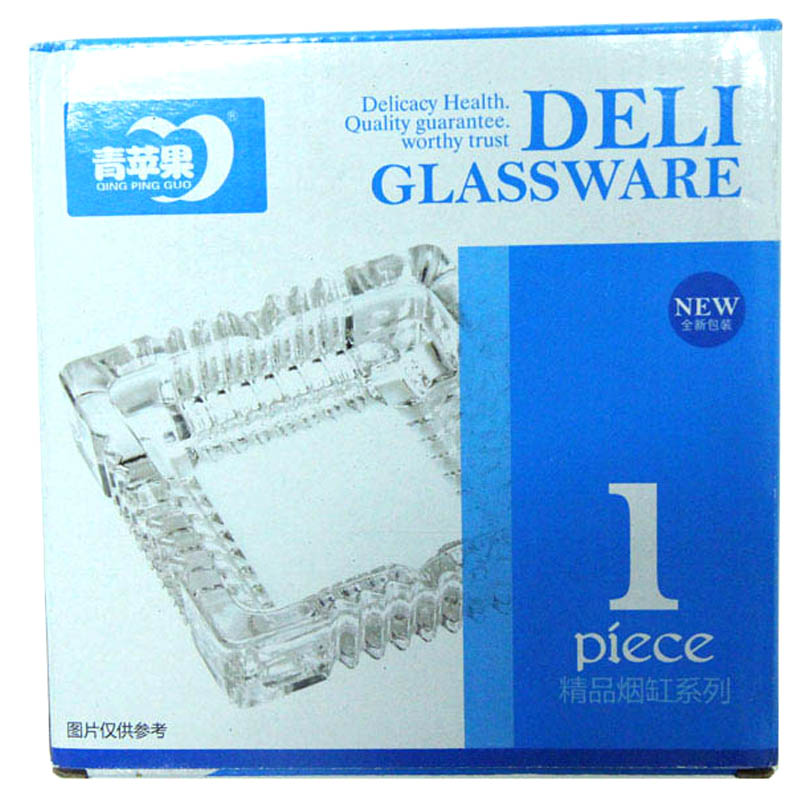 青苹果
®
QING PING GUO
Delicacy Health.
Quality guarantee.
worthy trust
DELI
GLASSWARE
NEW
全新包装
1
piece
精品烟缸系列
图片仅供参考